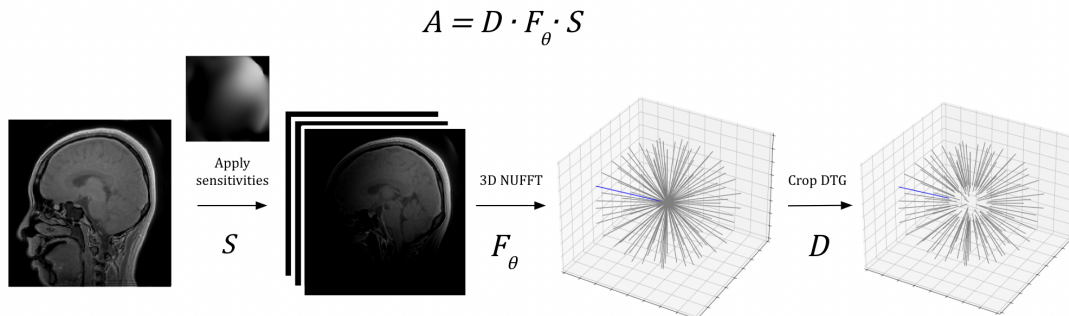 A = D · F_θ · S
Apply
sensitivities
S
3D NUFFT
F_θ
Crop DTG
D